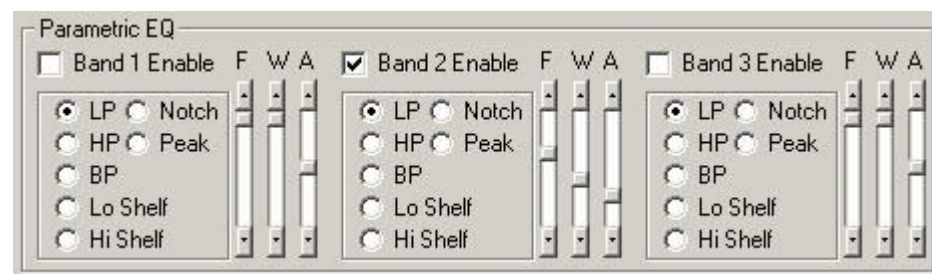 Parametric EQ
Band 1 Enable F W A Band 2 Enable F W A Band 3 Enable F W A
LP Notch LP Notch LP Notch
HP Peak HP Peak HP Peak
BP BP BP
Lo Shelf Lo Shelf Lo Shelf
Hi Shelf Hi Shelf Hi Shelf